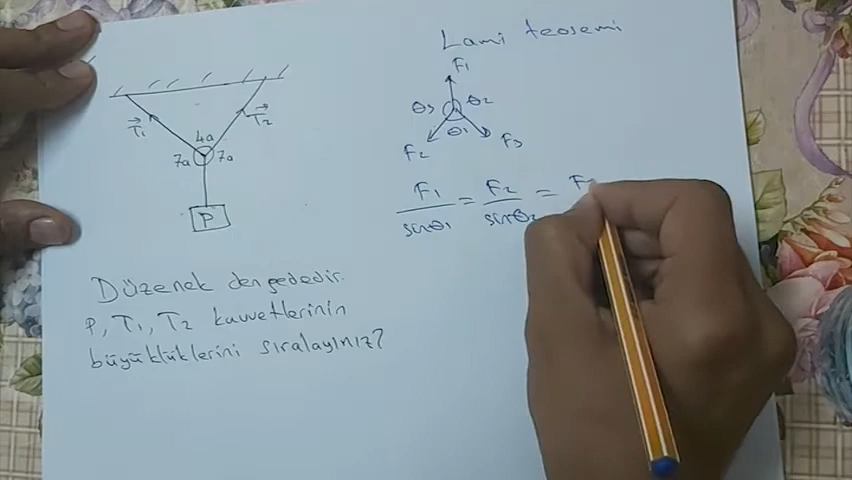 Lami teoremi
F1
θ3 θ2
θ1
F2 F3
F1/sinθ1 = F2/sinθ2 = F
T1 T2
4a
7a 7a
P
Düzenek dengededir.
P, T1, T2 kuvvetlerinin
büyüklüklerini sıralayınız?